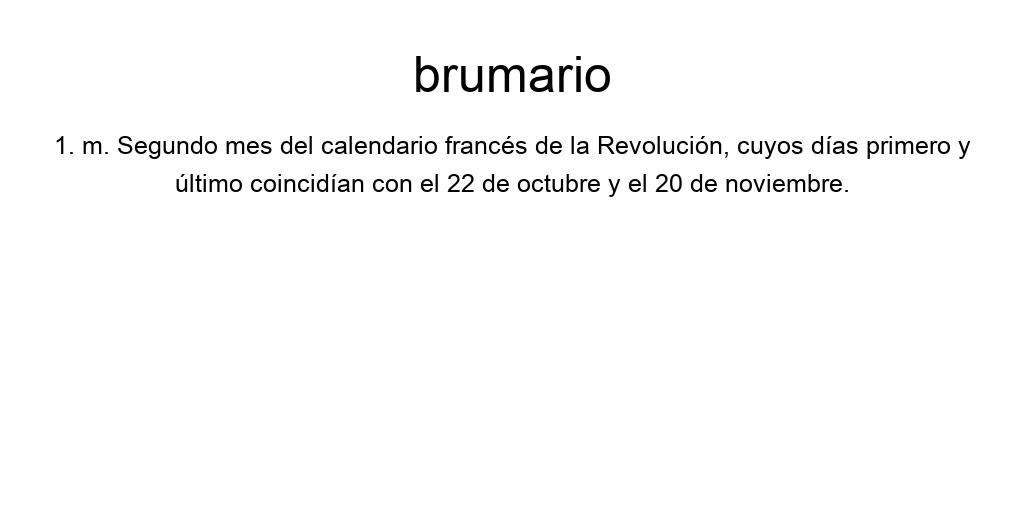 brumario
1. m. Segundo mes del calendario francés de la Revolución, cuyos días primero y
último coincidían con el 22 de octubre y el 20 de noviembre.